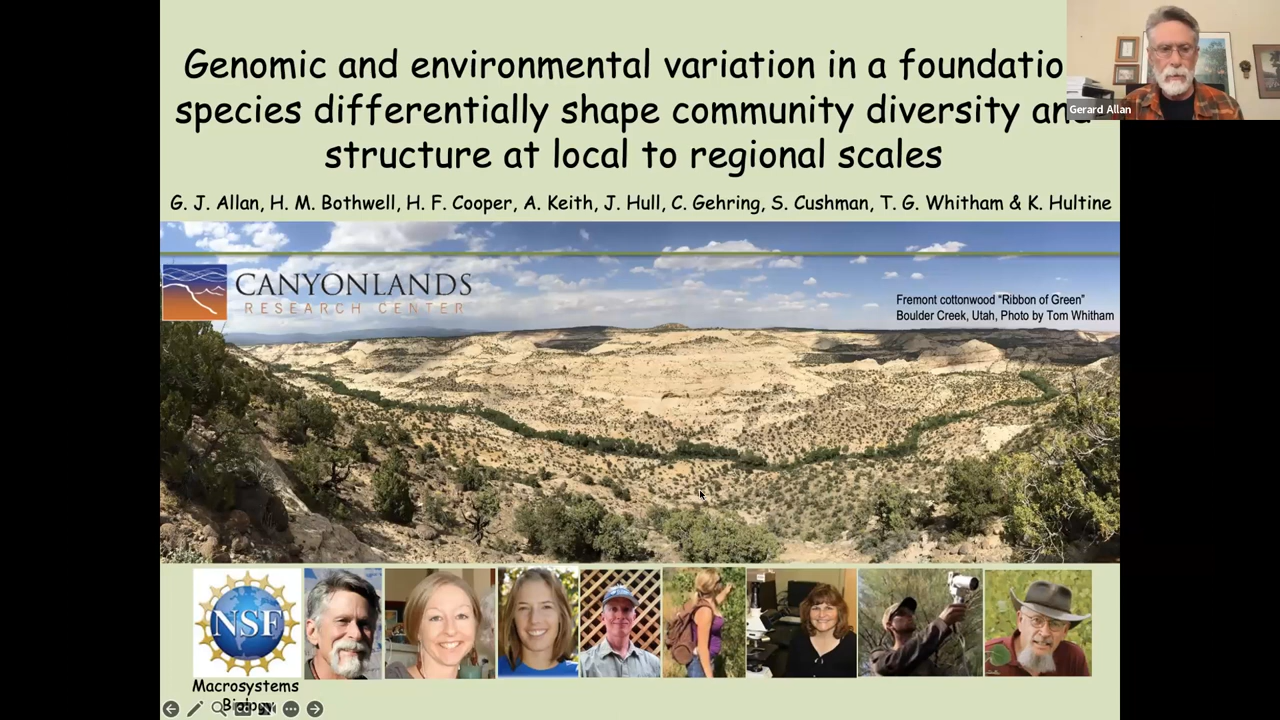 Genomic and environmental variation in a foundatio
species differentially shape community diversity and
structure at local to regional scales
Gerard Allan
G. J. Allan, H. M. Bothwell, H. F. Cooper, A. Keith, J. Hull, C. Gehring, S. Cushman, T. G. Whitham & K. Hultine
CANYONLANDS
RESEARCH CENTER
Fremont cottonwood “Ribbon of Green”
Boulder Creek, Utah, Photo by Tom Whitham
NSF
Macrosystems
Biology